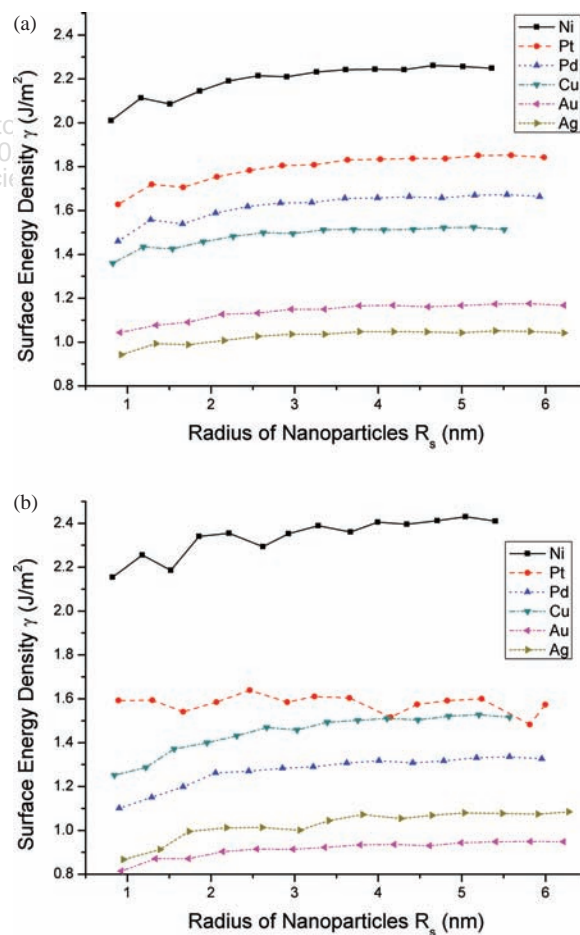 (a)
2.4
2.2
2.0
1.8
1.6
1.4
1.2
1.0
0.8
Surface Energy Density γ (J/m²)
Ni
Pt
Pd
Cu
Au
Ag
1 2 3 4 5 6
Radius of Nanoparticles Rs (nm)
(b)
2.4
2.2
2.0
1.8
1.6
1.4
1.2
1.0
0.8
Surface Energy Density γ (J/m²)
Ni
Pt
Pd
Cu
Au
Ag
1 2 3 4 5 6
Radius of Nanoparticles Rs (nm)